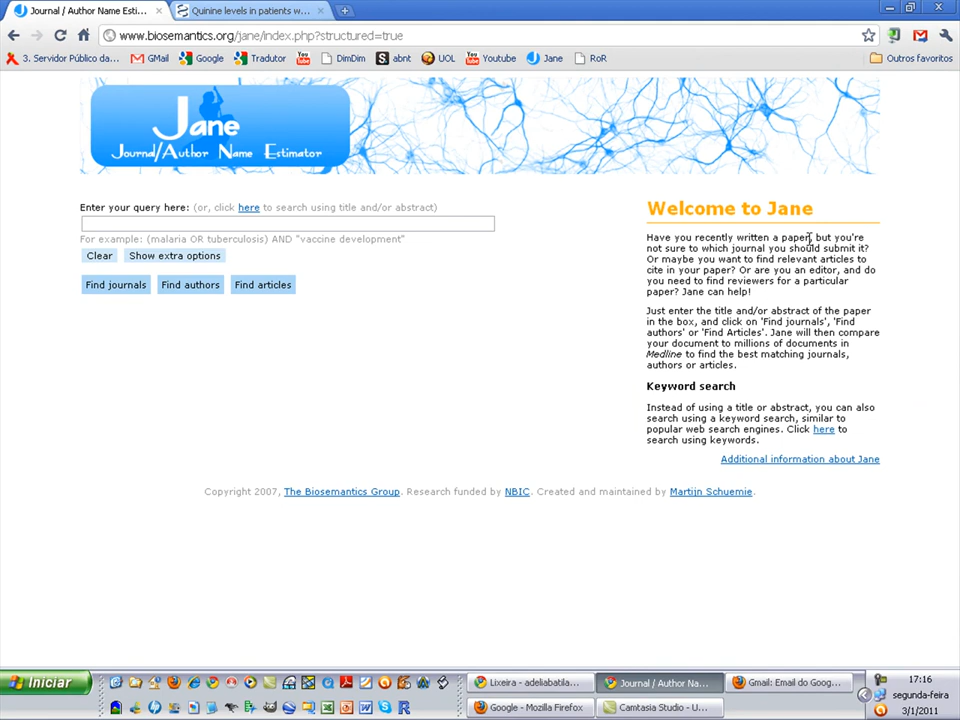 Journal / Author Name Esti...
Quinine levels in patients w...
www.biosemantics.org/jane/index.php?structured=true
3. Servidor Público da...
GMail
Google
Tradutor
DimDim
abnt
UOL
Youtube
Jane
RoR
Outros favoritos
Jane
Journal/Author Name Estimator
Enter your query here: (or, click here to search using title and/or abstract)
For example: (malaria OR tuberculosis) AND "vaccine development"
Clear
Show extra options
Find journals
Find authors
Find articles
Welcome to Jane
Have you recently written a paper, but you're
not sure to which journal you should submit it?
Or maybe you want to find relevant articles to
cite in your paper? Or are you an editor, and do
you need to find reviewers for a particular
paper? Jane can help!
Just enter the title and/or abstract of the paper
in the box, and click on 'Find journals', 'Find
authors' or 'Find Articles'. Jane will then compare
your document to millions of documents in
Medline to find the best matching journals,
authors or articles.
Keyword search
Instead of using a title or abstract, you can also
search using a keyword search, similar to
popular web search engines. Click here to
search using keywords.
Additional information about Jane
Copyright 2007, The Biosemantics Group. Research funded by NBIC. Created and maintained by Martijn Schuemie.
Iniciar
Lixeira - adeliabatila...
Journal / Author Na...
Gmail: Email do Goog...
Google - Mozilla Firefox
Camtasia Studio - U...
17:16
segunda-feira
3/1/2011